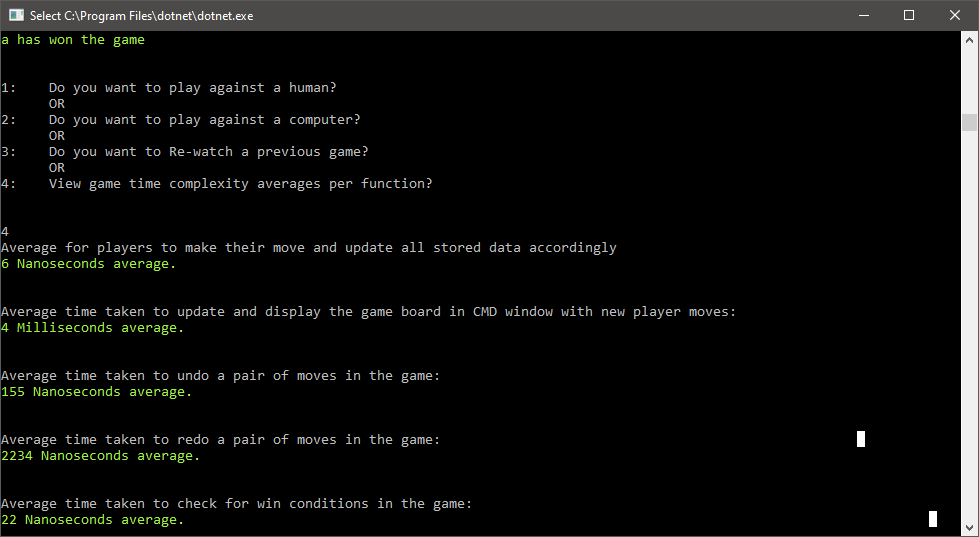 Select C:\Program Files\dotnet\dotnet.exe
a has won the game
1: Do you want to play against a human?
OR
2: Do you want to play against a computer?
OR
3: Do you want to Re-watch a previous game?
OR
4: View game time complexity averages per function?
4
Average for players to make their move and update all stored data accordingly
6 Nanoseconds average.
Average time taken to update and display the game board in CMD window with new player moves:
4 Milliseconds average.
Average time taken to undo a pair of moves in the game:
155 Nanoseconds average.
Average time taken to redo a pair of moves in the game:
2234 Nanoseconds average.
Average time taken to check for win conditions in the game:
22 Nanoseconds average.